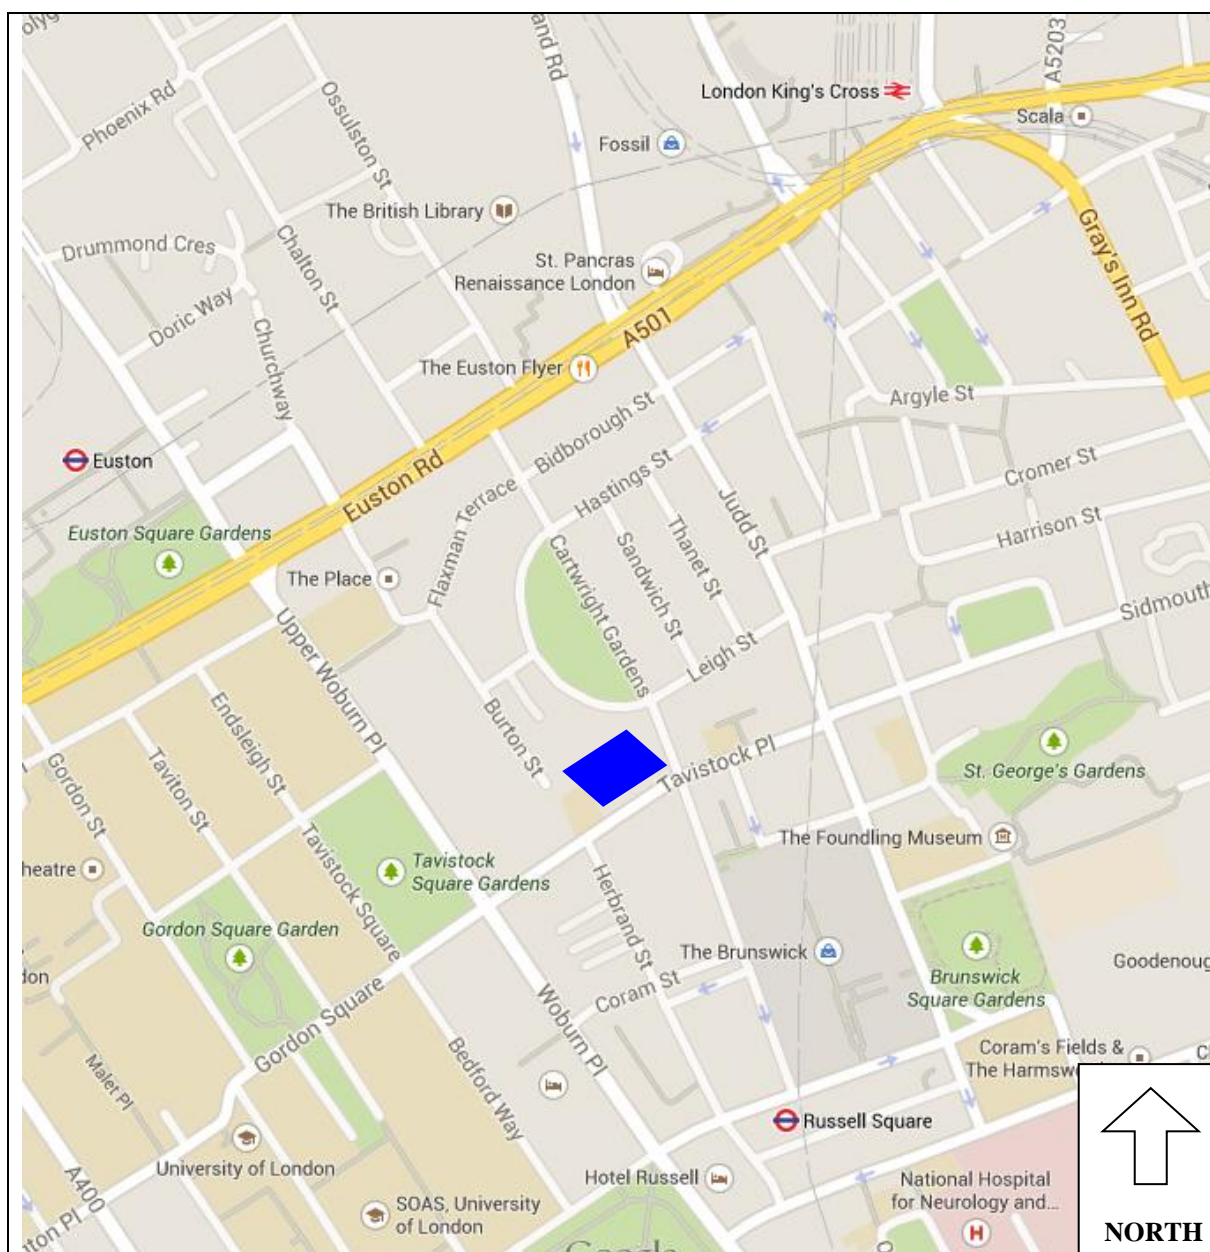 and Rd
A5203
London King's Cross
Scala
Phoenix Rd
Ossulston St
Fossil
The British Library
Drummond Cres
Chalton St
St. Pancras
Renaissance London
Gray's Inn Rd
Doric Way
Churchway
A501
The Euston Flyer
Argyle St
Bidborough St
Euston
Euston Rd
Hastings St
Cromer St
Judd St
Flaxman Terrace
Thanet St
Harrison St
Euston Square Gardens
The Place
Cartwright Gardens
Sandwich St
Sidmouth
Upper Woburn Pl
Leigh St
Endsleigh St
Burton St
Tavistock Pl
St. George's Gardens
Gordon St
Taviton St
The Foundling Museum
heatre
Tavistock
Square Gardens
Tavistock Square
Herbrand St
Gordon Square Garden
The Brunswick
don
Goodenoug
Brunswick
Square Gardens
Coram St
Gordon Square
Woburn Pl
Bedford Way
Coram's Fields &
The Harmsw
C
Malet Pl
Russell Square
University of London
Hotel Russell
National Hospital
for Neurology and...
A400
SOAS, University
of London
H
NORTH
ton Pl
Google